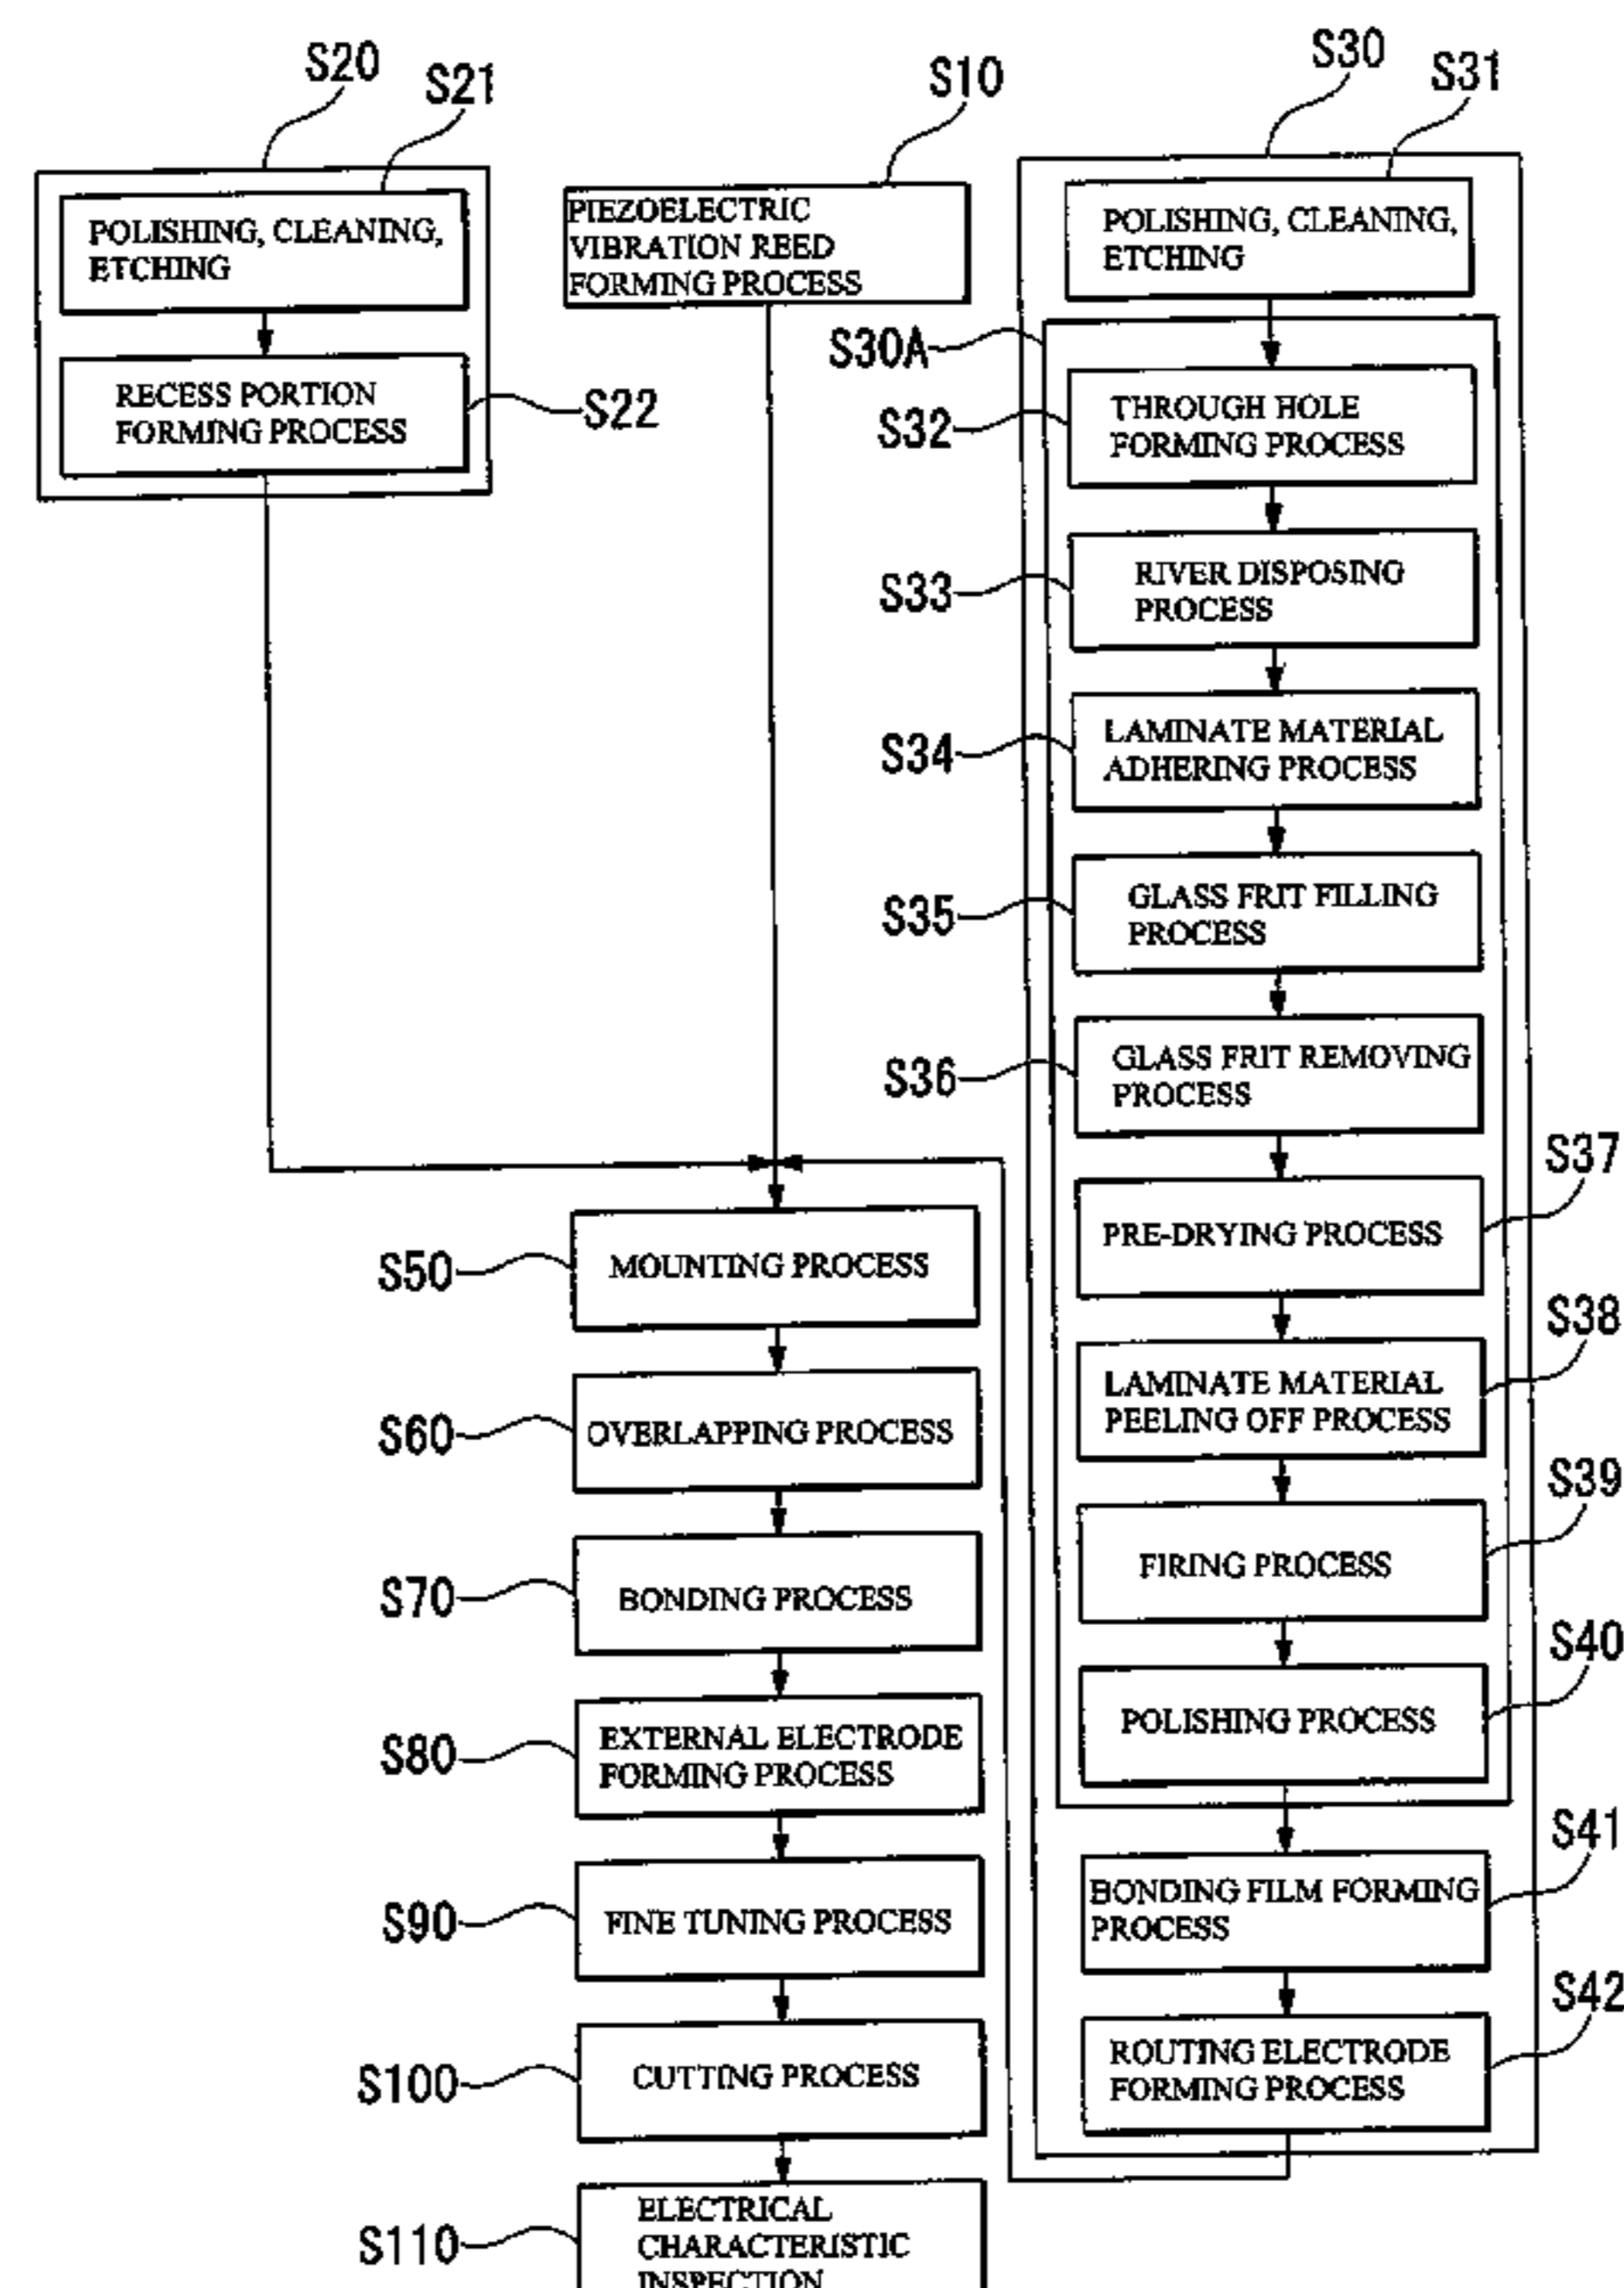 S20
S21
POLISHING, CLEANING,
ETCHING
RECESS PORTION
FORMING PROCESS
S22
S10
PIEZOELECTRIC
VIBRATION REED
FORMING PROCESS
S30
S31
POLISHING, CLEANING,
ETCHING
S30A
S32
THROUGH HOLE
FORMING PROCESS
S33
RIVER DISPOSING
PROCESS
S34
LAMINATE MATERIAL
ADHERING PROCESS
S35
GLASS FRIT FILLING
PROCESS
S36
GLASS FRIT REMOVING
PROCESS
S37
PRE-DRYING PROCESS
S38
LAMINATE MATERIAL
PEELING OFF PROCESS
S39
FIRING PROCESS
S40
POLISHING PROCESS
S41
BONDING FILM FORMING
PROCESS
S42
ROUTING ELECTRODE
FORMING PROCESS
S50
MOUNTING PROCESS
S60
OVERLAPPING PROCESS
S70
BONDING PROCESS
S80
EXTERNAL ELECTRODE
FORMING PROCESS
S90
FINE TUNING PROCESS
S100
CUTTING PROCESS
S110
ELECTRICAL
CHARACTERISTIC
INSPECTION